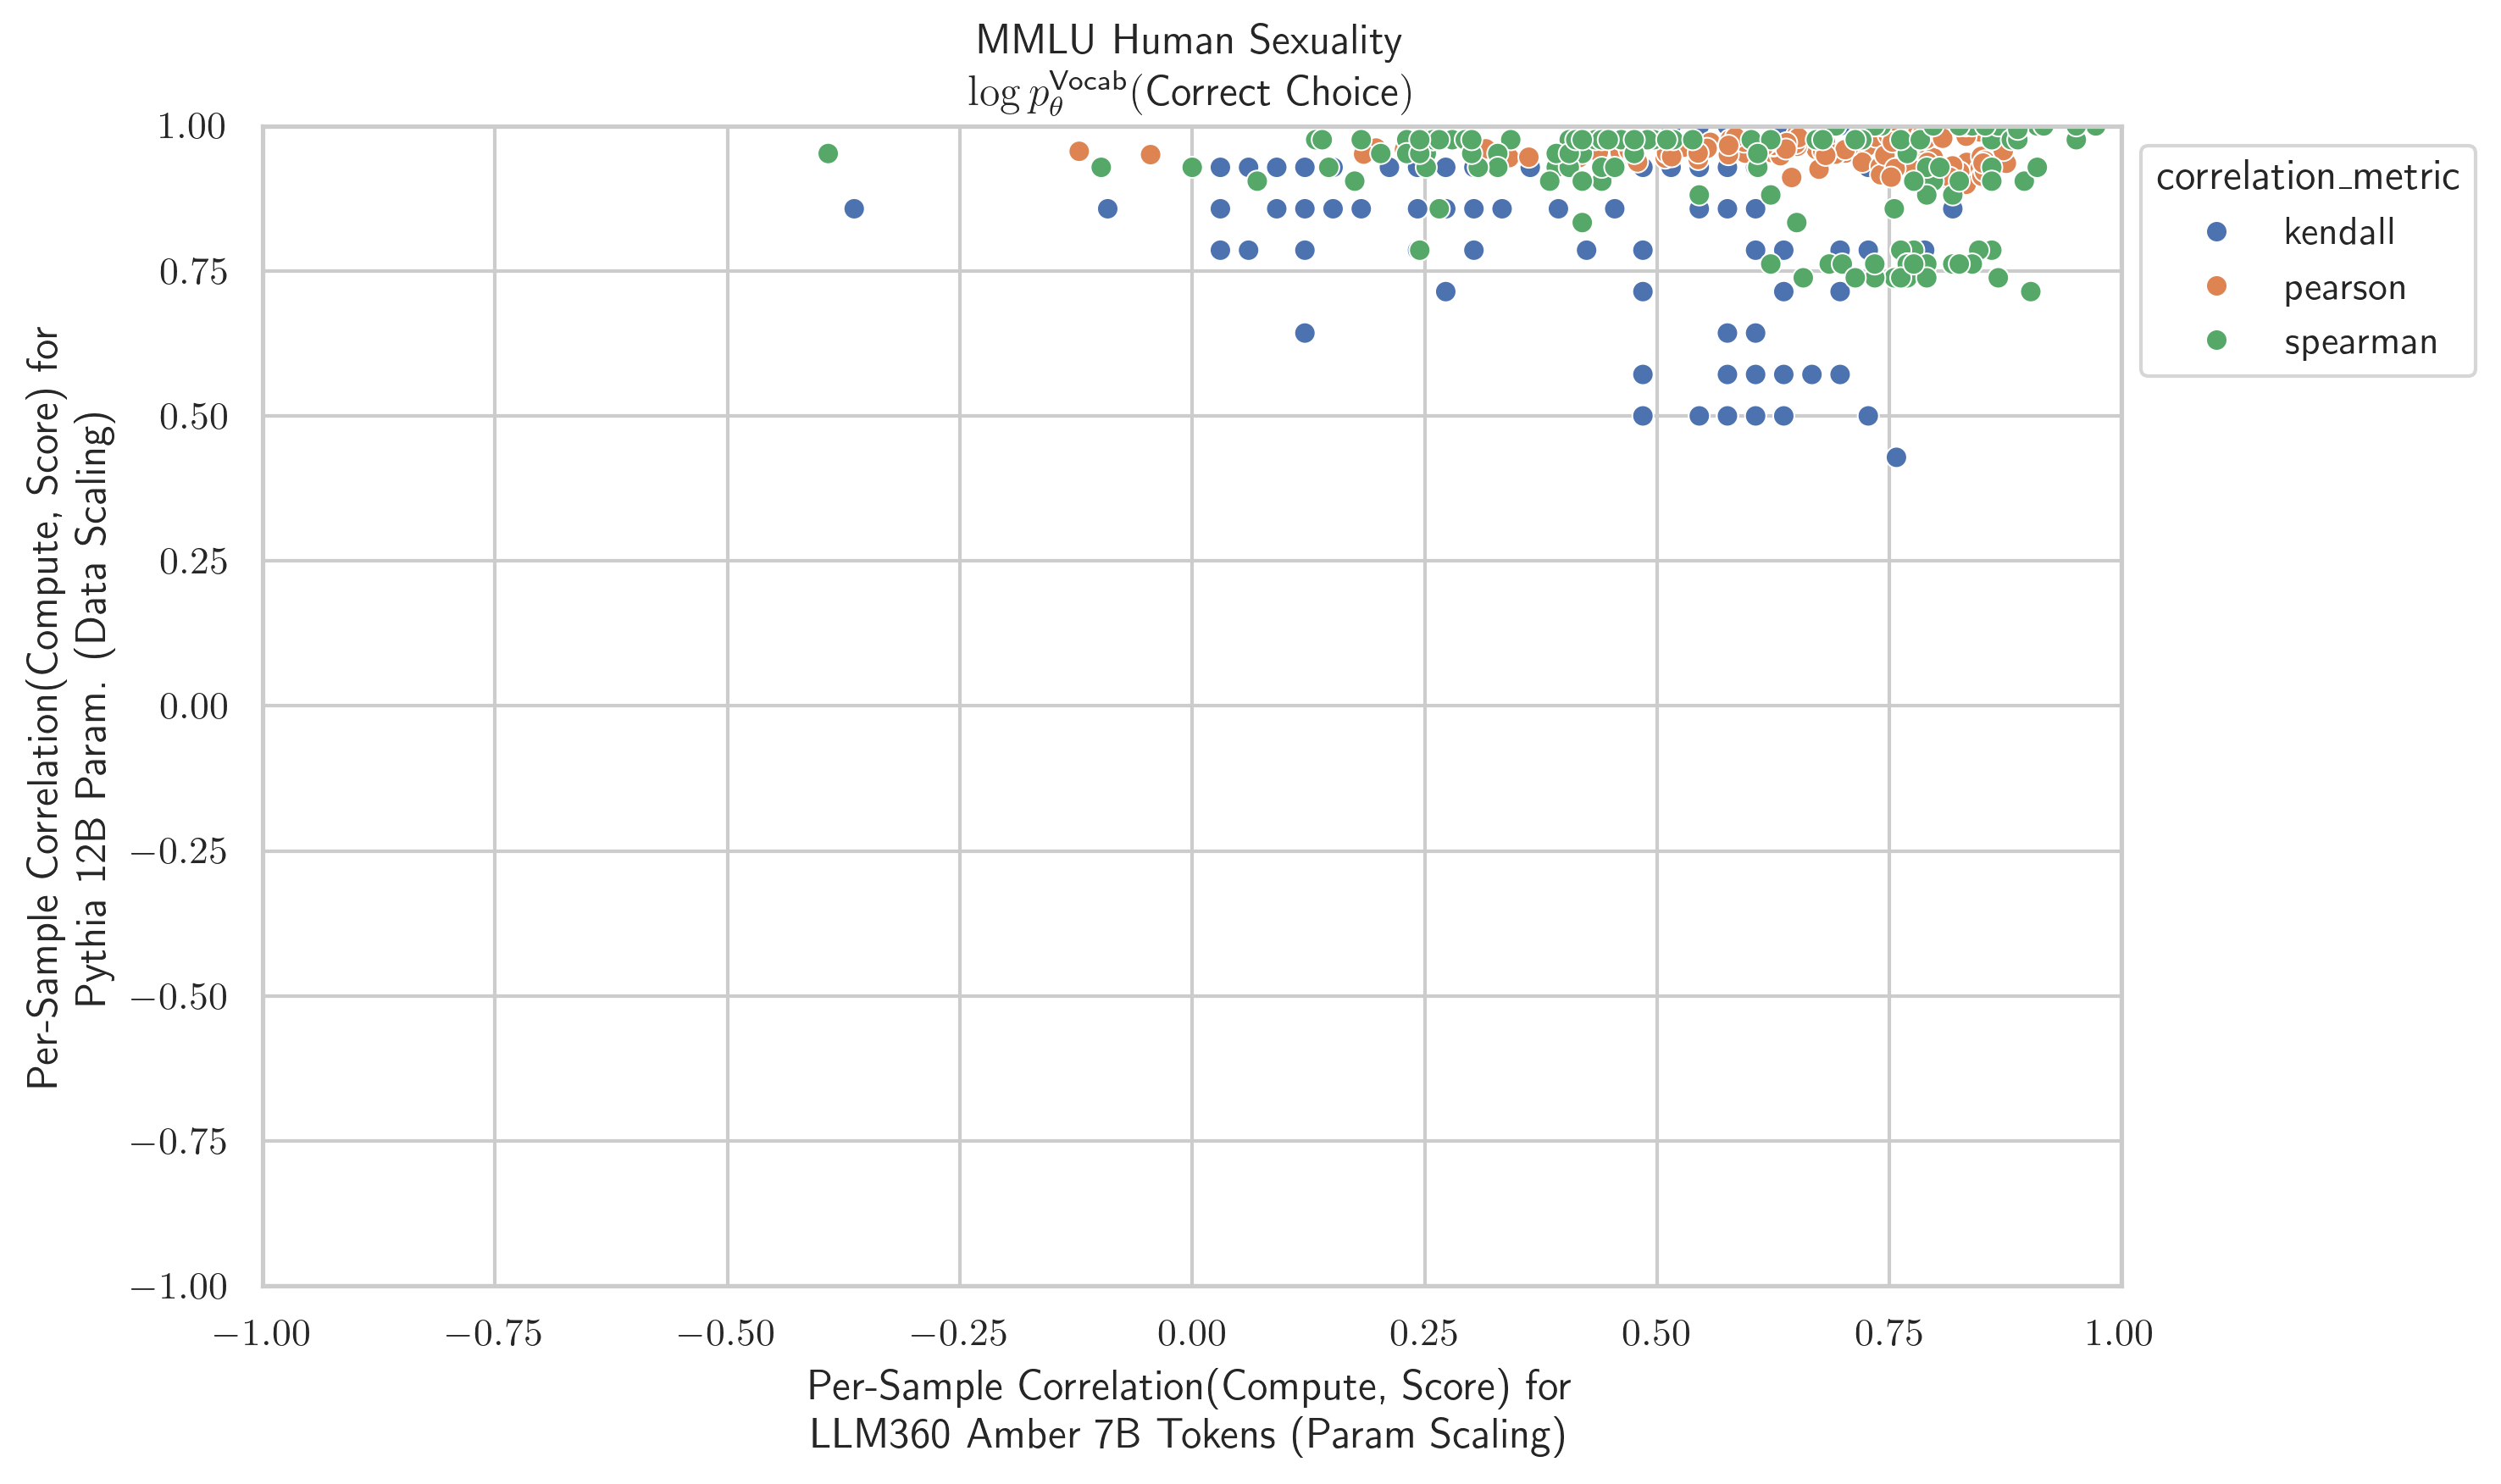 MMLU Human Sexuality
log p_θ^Vocab(Correct Choice)
1.00
0.75
0.50
0.25
0.00
−0.25
−0.50
−0.75
−1.00
Per-Sample Correlation(Compute, Score) for
Pythia 12B Param. (Data Scaling)
−1.00 −0.75 −0.50 −0.25 0.00 0.25 0.50 0.75 1.00
Per-Sample Correlation(Compute, Score) for
LLM360 Amber 7B Tokens (Param Scaling)
correlation_metric
kendall
pearson
spearman